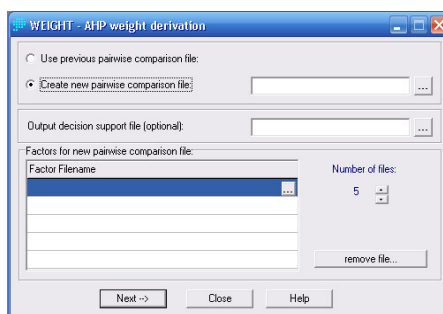 WEIGHT - AHP weight derivation
Use previous pairwise comparison file:
Create new pairwise comparison file:
...
Output decision support file (optional):
...
Factors for new pairwise comparison file:
Factor Filename
Number of files:
...
5
remove file...
Next -->
Close
Help